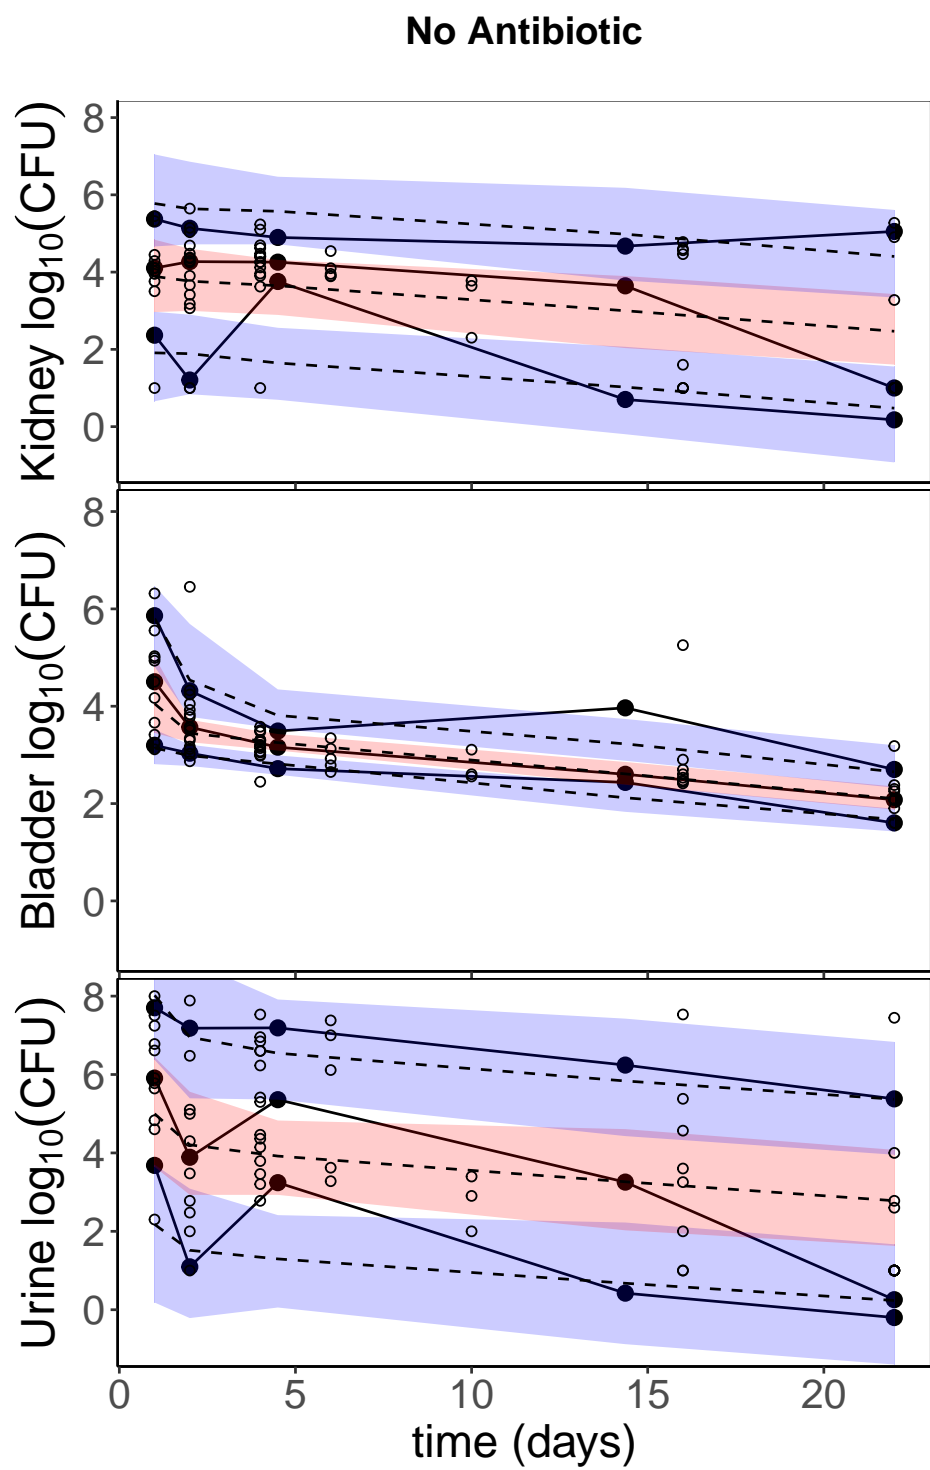 No Antibiotic
Kidney log₁₀(CFU)
8
6
4
2
0
Bladder log₁₀(CFU)
8
6
4
2
0
Urine log₁₀(CFU)
8
6
4
2
0
0 5 10 15 20
time (days)